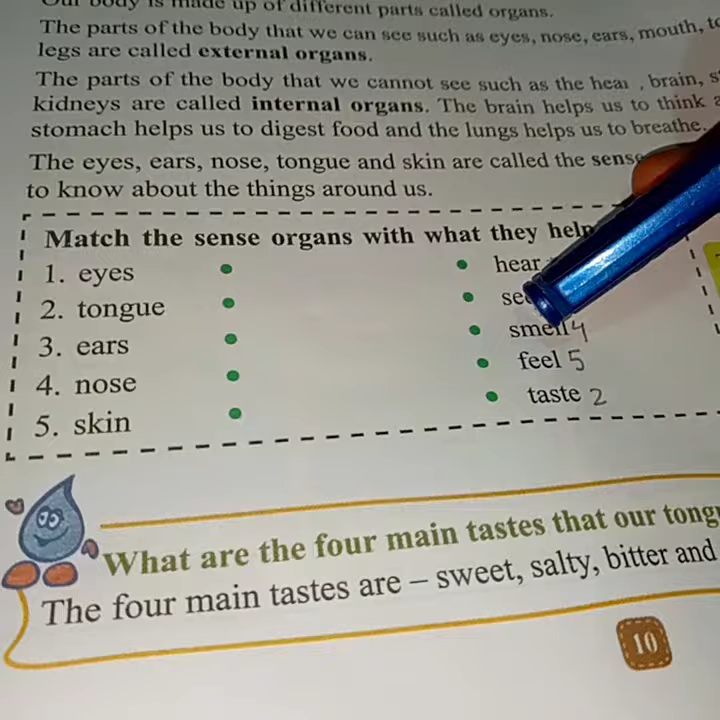 Our body is made up of different parts called organs.
The parts of the body that we can see such as eyes, nose, ears, mouth,
legs are called external organs.
The parts of the body that we cannot see such as the hear , brain,
kidneys are called internal organs. The brain helps us to think
stomach helps us to digest food and the lungs helps us to breathe.
The eyes, ears, nose, tongue and skin are called the sense
to know about the things around us.
Match the sense organs with what they help
1. eyes hear
2. tongue
3. ears smell 4
4. nose feel 5
5. skin taste 2
What are the four main tastes that our
The four main tastes are – sweet, salty, bitter and
10